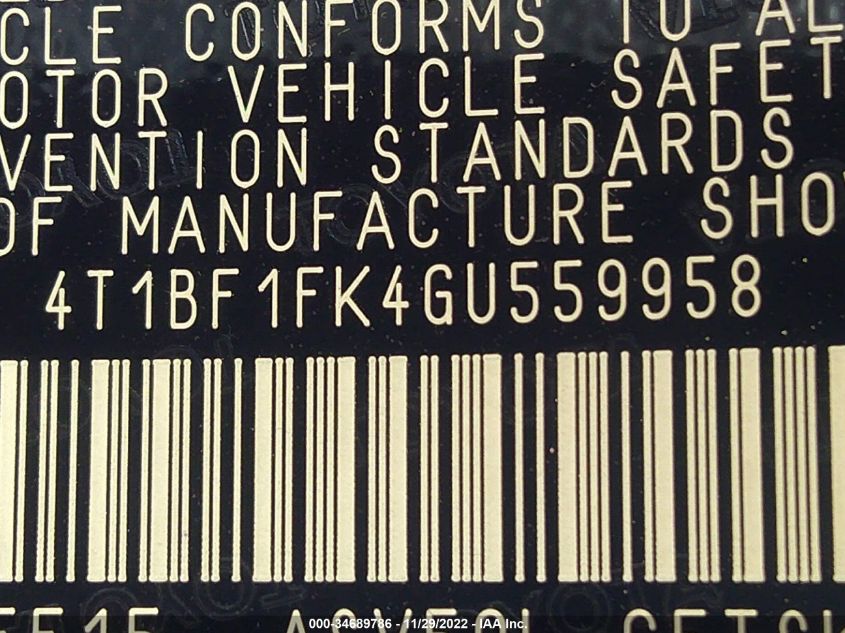 CLE CONFORMS TO AL
OTOR VEHICLE SAFET
VENTION STANDARDS
OF MANUFACTURE SHO
4T1BF1FK4GU559958
000-34689786 - 11/29/2022 - IAA Inc.